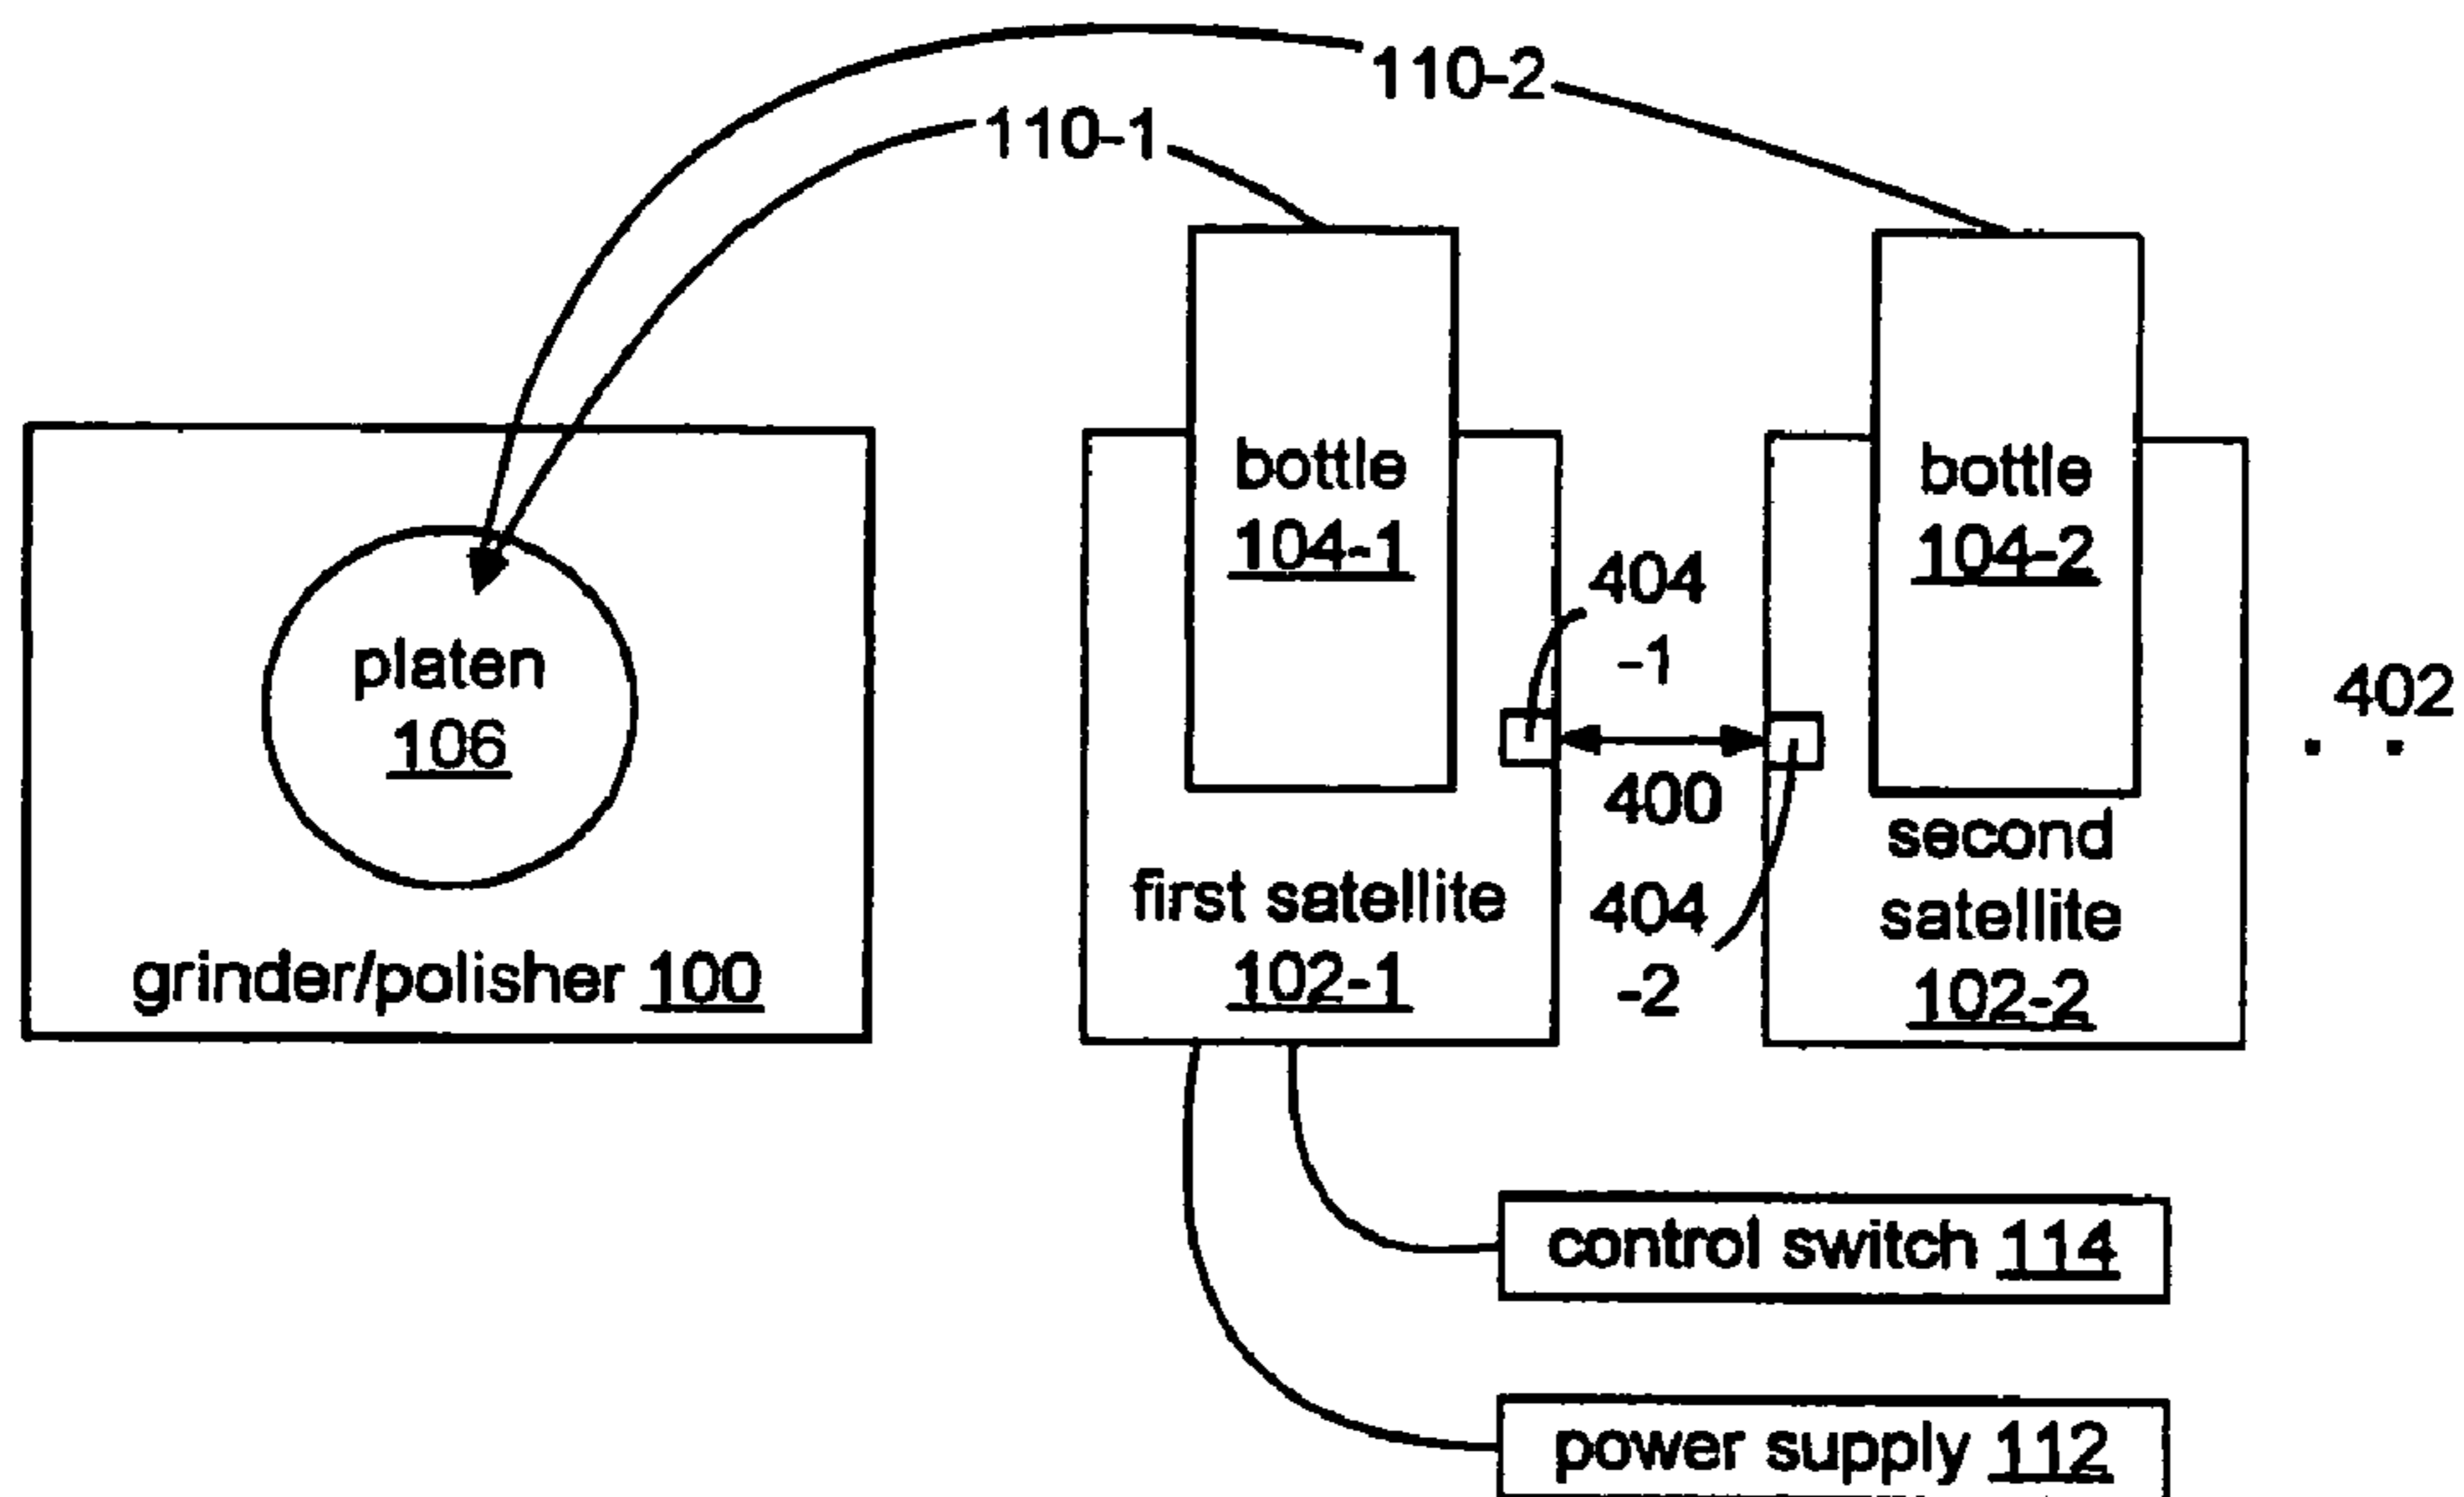 110-2
110-1
bottle
104-1
bottle
104-2
404
-1
platen
106
402
400
first satellite
102-1
404
-2
second
satellite
102-2
grinder/polisher 100
control switch 114
power supply 112